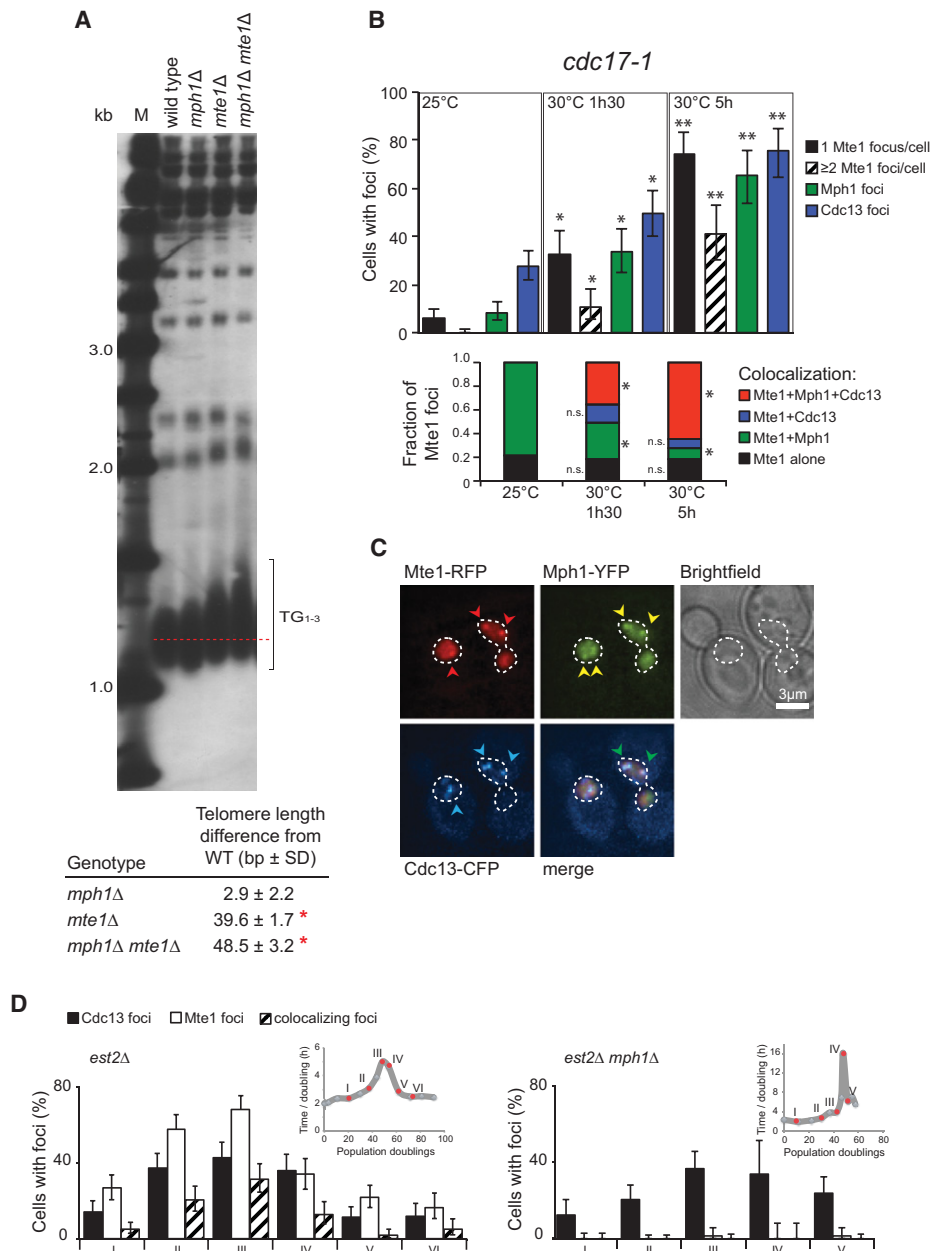 A
kb
M
wild type
mph1Δ
mte1Δ
mph1Δ mte1Δ
3.0
2.0
1.0
TG1-3
Genotype
Telomere length
difference from
WT (bp ± SD)
mph1Δ 2.9 ± 2.2
mte1Δ 39.6 ± 1.7 *
mph1Δ mte1Δ 48.5 ± 3.2 *
B
cdc17-1
Cells with foci (%)
100
80
60
40
20
0
25°C
30°C 1h30
30°C 5h
* * * *
** ** ** **
1 Mte1 focus/cell
≥2 Mte1 foci/cell
Mph1 foci
Cdc13 foci
Fraction of
Mte1 foci
1.0
0.8
0.6
0.4
0.2
0
n.s.
n.s.
*
*
n.s.
n.s.
*
*
25°C
30°C
1h30
30°C
5h
Colocalization:
Mte1+Mph1+Cdc13
Mte1+Cdc13
Mte1+Mph1
Mte1 alone
C
Mte1-RFP
Mph1-YFP
Brightfield
3μm
Cdc13-CFP
merge
D
Cdc13 foci
Mte1 foci
colocalizing foci
est2Δ
Cells with foci (%)
80
40
0
I II III IV V VI
Time / doubling (h)
6
4
2
0
I II III IV V VI
0 20 40 60 80 100
Population doublings
est2Δ mph1Δ
Cells with foci (%)
80
40
0
I II III IV V
Time / doubling (h)
16
12
8
4
0
I II III IV V
0 20 40 60 80
Population doublings